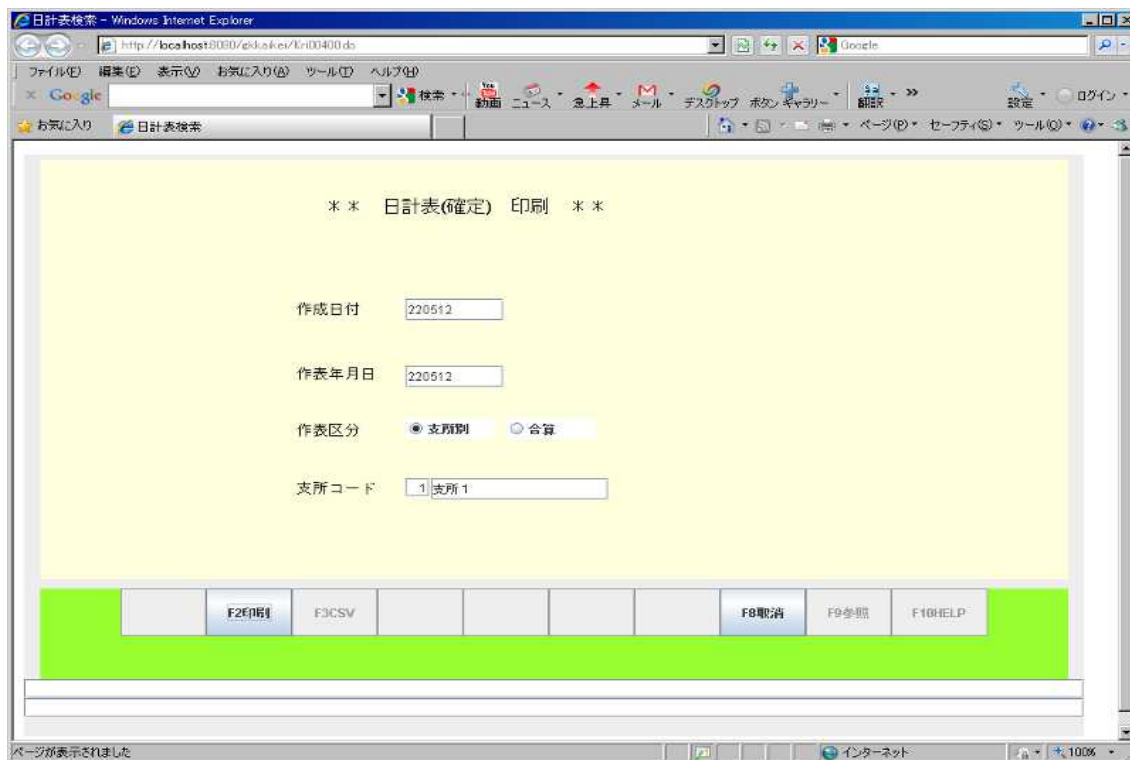 日計表検索 - Windows Internet Explorer
Google
ファイル(F) 編集(E) 表示(V) お気に入り(A) ツール(T) ヘルプ(H)
× Google 検索 You Tube 動画 ニュース 急上昇 メール デスクトップ ボタン ギャラリー 翻訳 » 設定 ログイン
お気に入り 日計表検索 ページ(P) セーフティ(S) ツール(O)
** 日計表(確定) 印刷 **
作成日付 220512
作表年月日 220512
作表区分 支所別 合算
支所コード 1 支所1
F2印刷 F3CSV F8取消 F9参照 F10HELP
ページが表示されました インターネット 100%